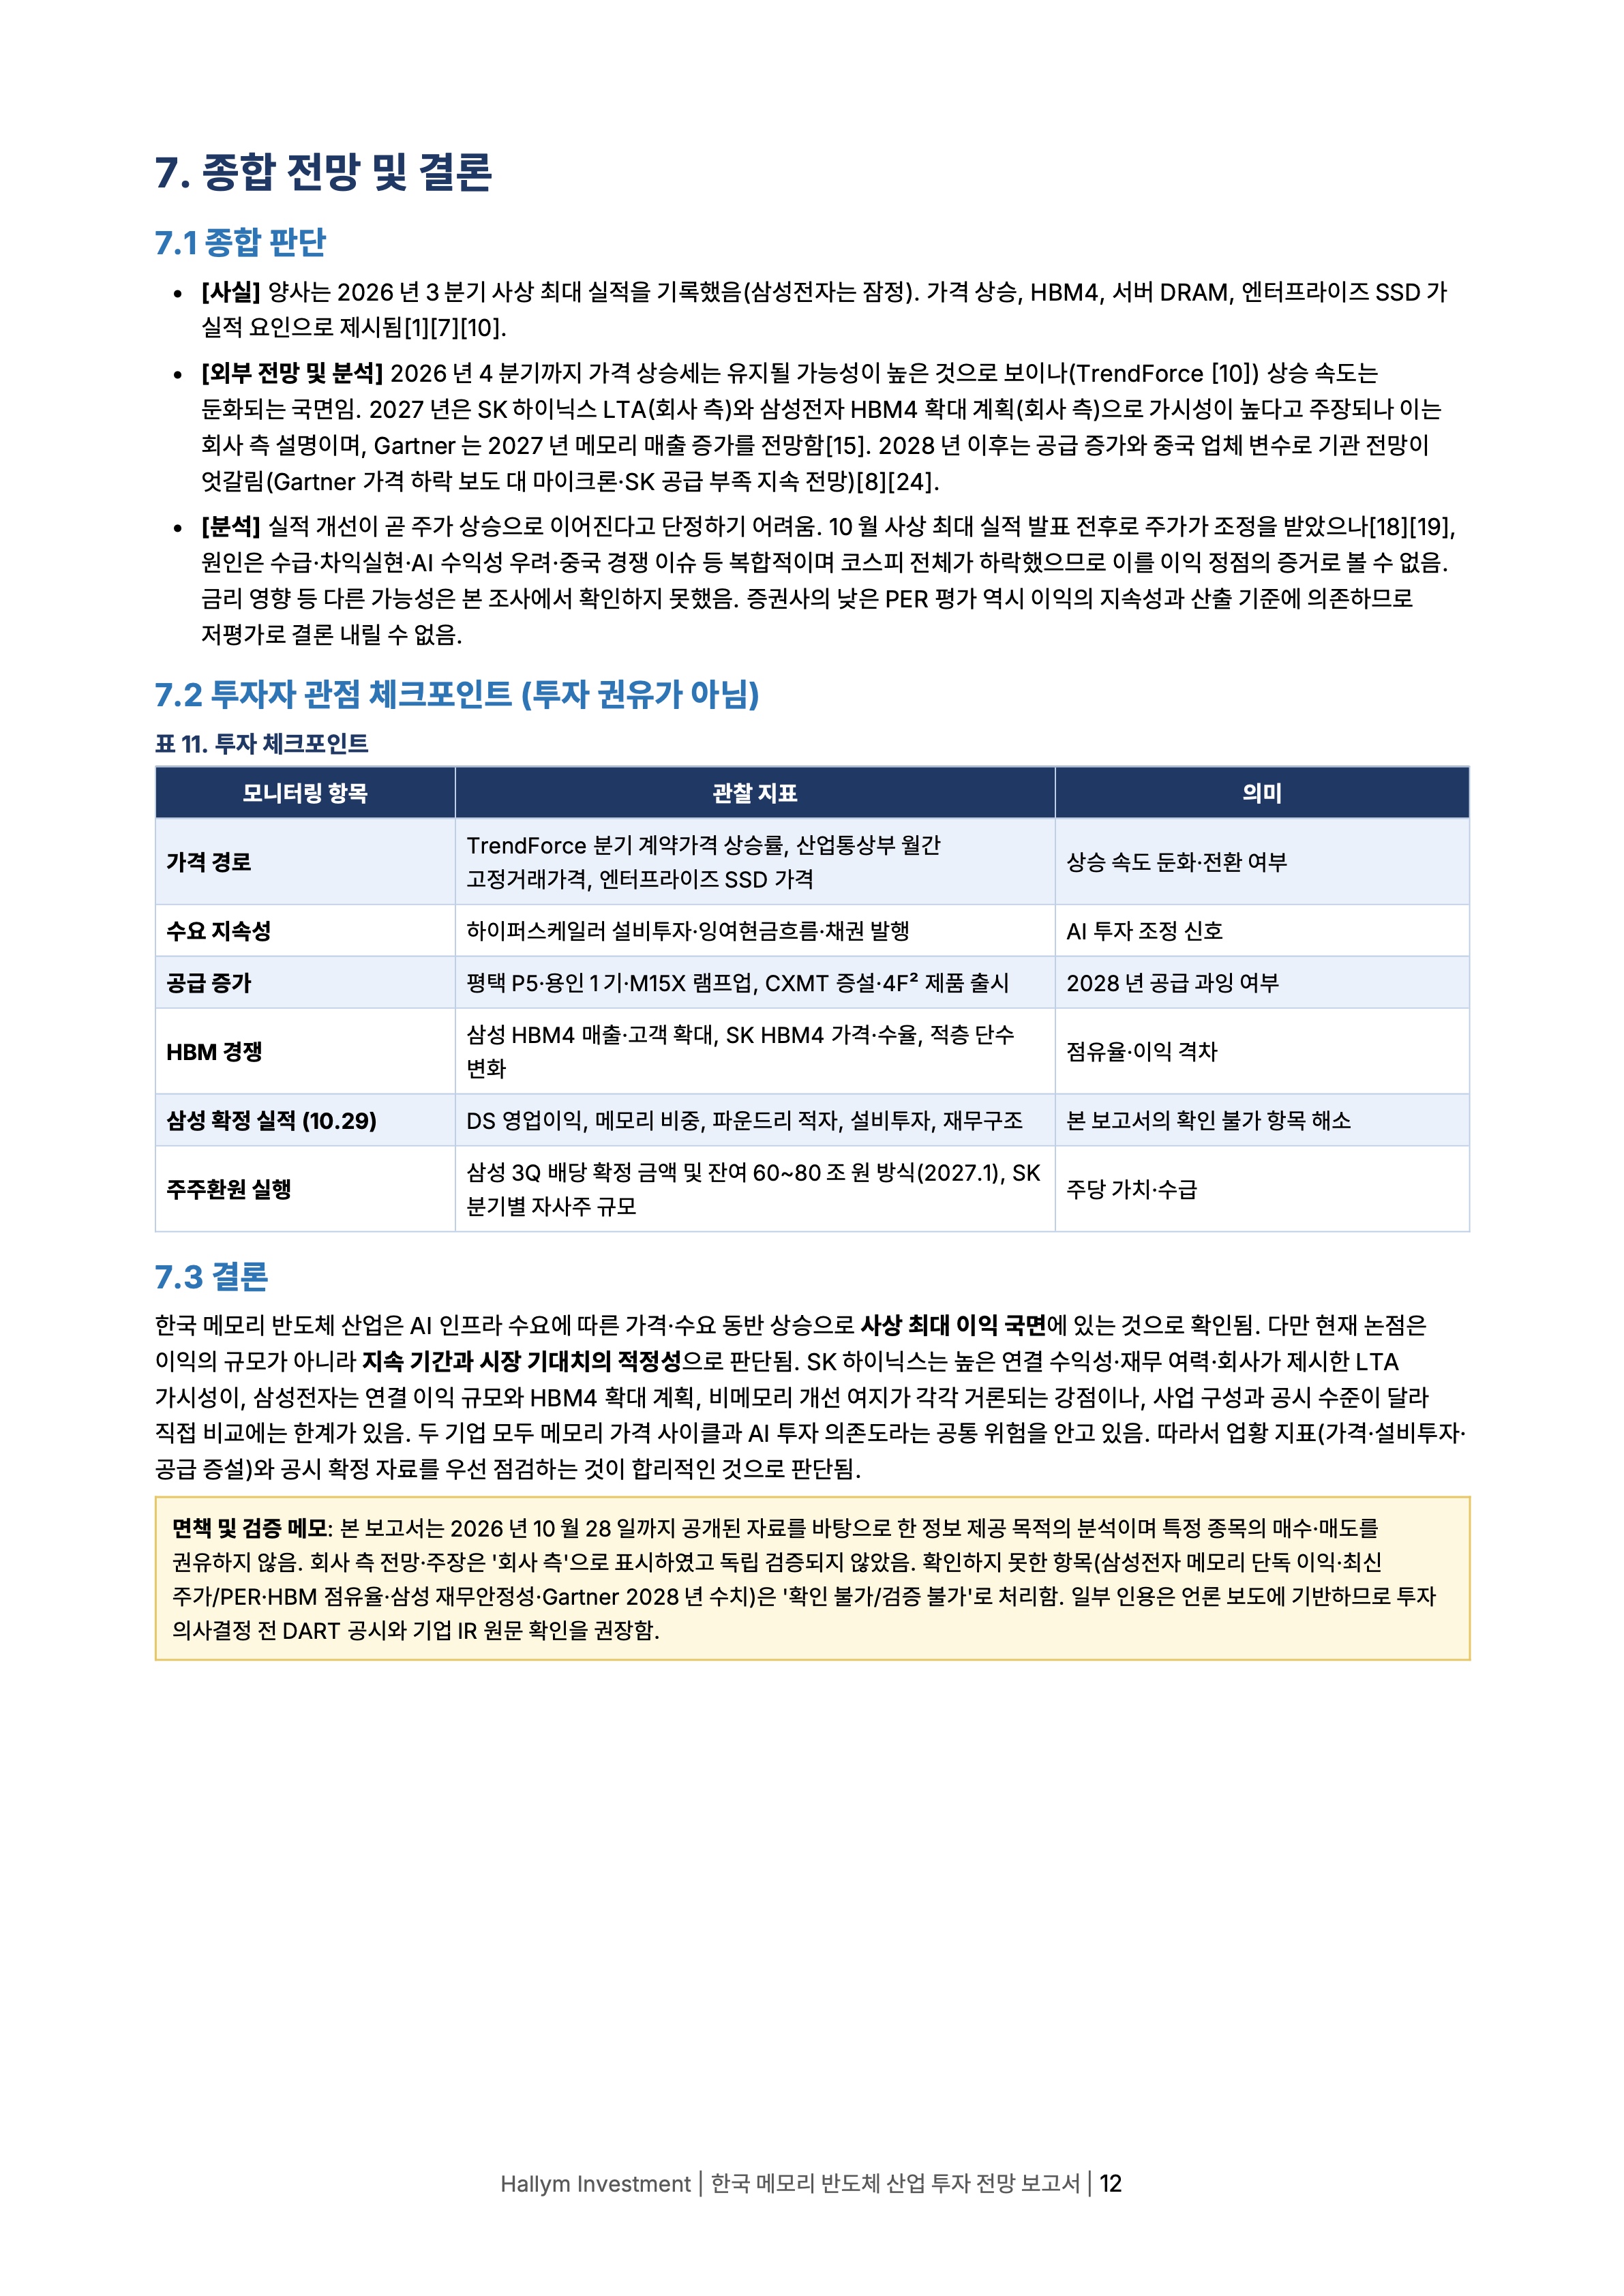 7. 종합 전망 및 결론
7.1 종합 판단
• [사실] 양사는 2026년 3분기 사상 최대 실적을 기록했음(삼성전자는 잠정). 가격 상승, HBM4, 서버 DRAM, 엔터프라이즈 SSD가
실적 요인으로 제시됨[1][7][10].
• [외부 전망 및 분석] 2026년 4분기까지 가격 상승세는 유지될 가능성이 높은 것으로 보이나(TrendForce [10]) 상승 속도는
둔화되는 국면임. 2027년은 SK하이닉스 LTA(회사 측)와 삼성전자 HBM4 확대 계획(회사 측)으로 가시성이 높다고 주장되나 이는
회사 측 설명이며, Gartner는 2027년 메모리 매출 증가를 전망함[15]. 2028년 이후는 공급 증가와 중국 업체 변수로 기관 전망이
엇갈림(Gartner 가격 하락 보도 대 마이크론·SK 공급 부족 지속 전망)[8][24].
• [분석] 실적 개선이 곧 주가 상승으로 이어진다고 단정하기 어려움. 10월 사상 최대 실적 발표 전후로 주가가 조정을 받았으나[18][19],
원인은 수급·차익실현·AI 수익성 우려·중국 경쟁 이슈 등 복합적이며 코스피 전체가 하락했으므로 이를 이익 정점의 증거로 볼 수 없음.
금리 영향 등 다른 가능성은 본 조사에서 확인하지 못했음. 증권사의 낮은 PER 평가 역시 이익의 지속성과 산출 기준에 의존하므로
저평가로 결론 내릴 수 없음.
7.2 투자자 관점 체크포인트 (투자 권유가 아님)
표 11. 투자 체크포인트
모니터링 항목 관찰 지표 의미
가격 경로 TrendForce 분기 계약가격 상승률, 산업통상부 월간
고정거래가격, 엔터프라이즈 SSD 가격 상승 속도 둔화·전환 여부
수요 지속성 하이퍼스케일러 설비투자·잉여현금흐름·채권 발행 AI 투자 조정 신호
공급 증가 평택 P5·용인 1기·M15X 램프업, CXMT 증설·4F² 제품 출시 2028년 공급 과잉 여부
HBM 경쟁 삼성 HBM4 매출·고객 확대, SK HBM4 가격·수율, 적층 단수
변화 점유율·이익 격차
삼성 확정 실적 (10.29) DS 영업이익, 메모리 비중, 파운드리 적자, 설비투자, 재무구조 본 보고서의 확인 불가 항목 해소
주주환원 실행 삼성 3Q 배당 확정 금액 및 잔여 60~80조 원 방식(2027.1), SK
분기별 자사주 규모 주당 가치·수급
7.3 결론
한국 메모리 반도체 산업은 AI 인프라 수요에 따른 가격·수요 동반 상승으로 사상 최대 이익 국면에 있는 것으로 확인됨. 다만 현재 논점은
이익의 규모가 아니라 지속 기간과 시장 기대치의 적정성으로 판단됨. SK하이닉스는 높은 연결 수익성·재무 여력·회사가 제시한 LTA
가시성이, 삼성전자는 연결 이익 규모와 HBM4 확대 계획, 비메모리 개선 여지가 각각 거론되는 강점이나, 사업 구성과 공시 수준이 달라
직접 비교에는 한계가 있음. 두 기업 모두 메모리 가격 사이클과 AI 투자 의존도라는 공통 위험을 안고 있음. 따라서 업황 지표(가격·설비투자·
공급 증설)와 공시 확정 자료를 우선 점검하는 것이 합리적인 것으로 판단됨.
면책 및 검증 메모: 본 보고서는 2026년 10월 28일까지 공개된 자료를 바탕으로 한 정보 제공 목적의 분석이며 특정 종목의 매수·매도를
권유하지 않음. 회사 측 전망·주장은 '회사 측'으로 표시하였고 독립 검증되지 않았음. 확인하지 못한 항목(삼성전자 메모리 단독 이익·최신
주가/PER·HBM 점유율·삼성 재무안정성·Gartner 2028년 수치)은 '확인 불가/검증 불가'로 처리함. 일부 인용은 언론 보도에 기반하므로 투자
의사결정 전 DART 공시와 기업 IR 원문 확인을 권장함.
Hallym Investment | 한국 메모리 반도체 산업 투자 전망 보고서 | 12